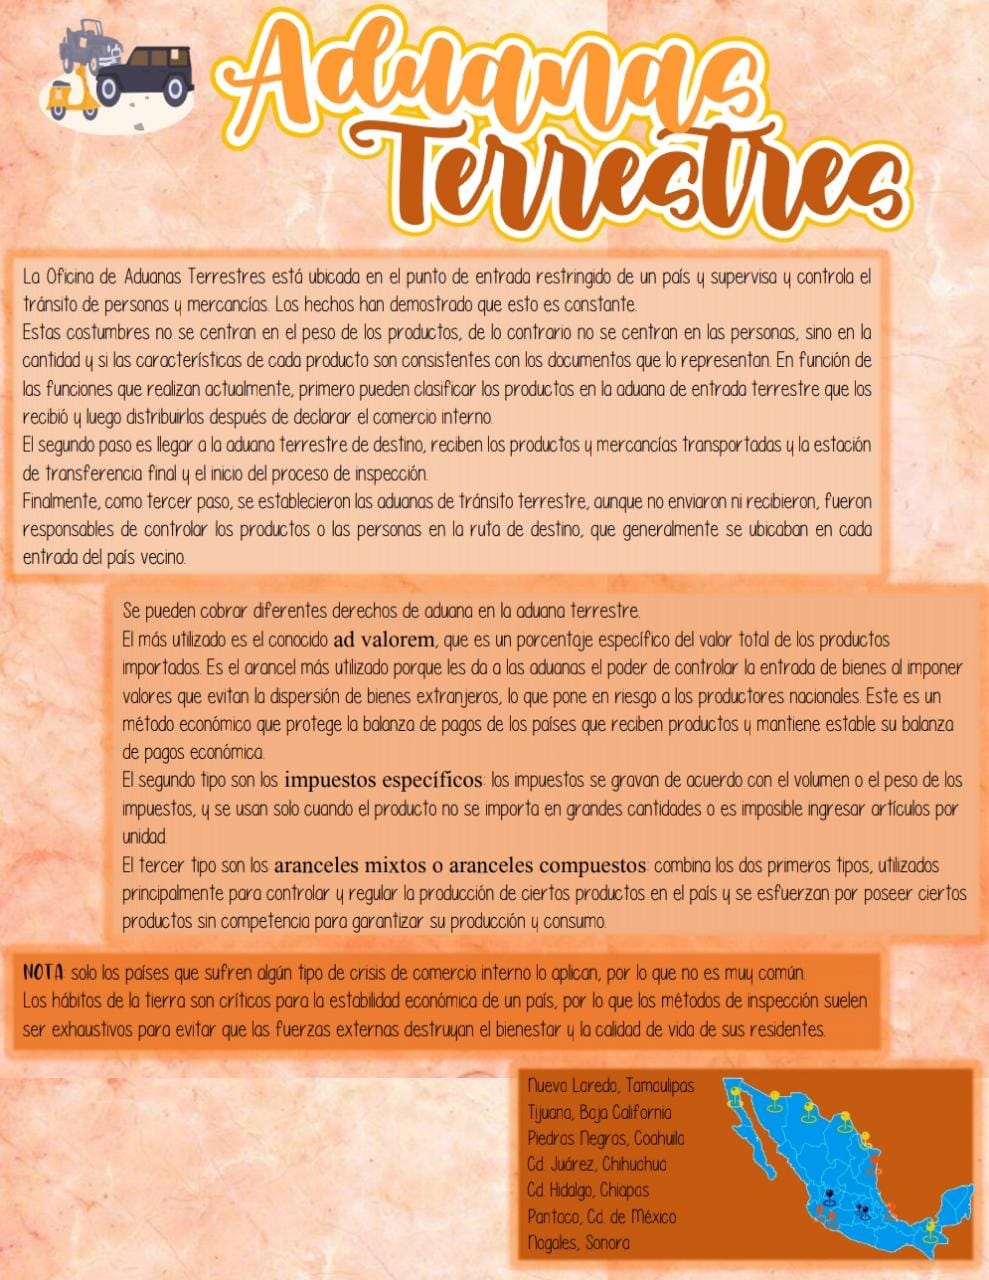 Aduanas
Terrestres
La Oficina de Aduanas Terrestres está ubicada en el punto de entrada restringido de un país y supervisa y controla el
tránsito de personas y mercancías. Los hechos han demostrado que esto es constante.
Estas costumbres no se centran en el peso de los productos, de lo contrario no se centran en las personas, sino en la
cantidad y si las características de cada producto son consistentes con los documentos que lo representan. En función de
las funciones que realizan actualmente, primero pueden clasificar los productos en la aduana de entrada terrestre que los
recibió y luego distribuirlos después de declarar el comercio interno.
El segundo paso es llegar a la aduana terrestre de destino, reciben los productos y mercancías transportadas y la estación
de transferencia final y el inicio del proceso de inspección.
Finalmente, como tercer paso, se establecieron las aduanas de tránsito terrestre, aunque no enviaron ni recibieron, fueron
responsables de controlar los productos o las personas en la ruta de destino, que generalmente se ubicaban en cada
entrada del país vecino.
Se pueden cobrar diferentes derechos de aduana en la aduana terrestre.
El más utilizado es el conocido ad valorem, que es un porcentaje específico del valor total de los productos
importados. Es el arancel más utilizado porque les da a las aduanas el poder de controlar la entrada de bienes al imponer
valores que evitan la dispersión de bienes extranjeros, lo que pone en riesgo a los productores nacionales. Este es un
método económico que protege la balanza de pagos de los países que reciben productos y mantiene estable su balanza
de pagos económica.
El segundo tipo son los impuestos específicos: los impuestos se gravan de acuerdo con el volumen o el peso de los
impuestos, y se usan solo cuando el producto no se importa en grandes cantidades o es imposible ingresar artículos por
unidad.
El tercer tipo son los aranceles mixtos o aranceles compuestos: combina los dos primeros tipos, utilizados
principalmente para controlar y regular la producción de ciertos productos en el país y se esfuerzan por poseer ciertos
productos sin competencia para garantizar su producción y consumo.
NOTA: solo los países que sufren algún tipo de crisis de comercio interno lo aplican, por lo que no es muy común.
Los hábitos de la tierra son críticos para la estabilidad económica de un país, por lo que los métodos de inspección suelen
ser exhaustivos para evitar que las fuerzas externas destruyan el bienestar y la calidad de vida de sus residentes.
Nuevo Laredo, Tamaulipas
Tijuana, Baja California
Piedras Negras, Coahuila
Cd. Juárez, Chihuahua
Cd. Hidalgo, Chiapas
Pantaco, Cd. de México
Nogales, Sonora